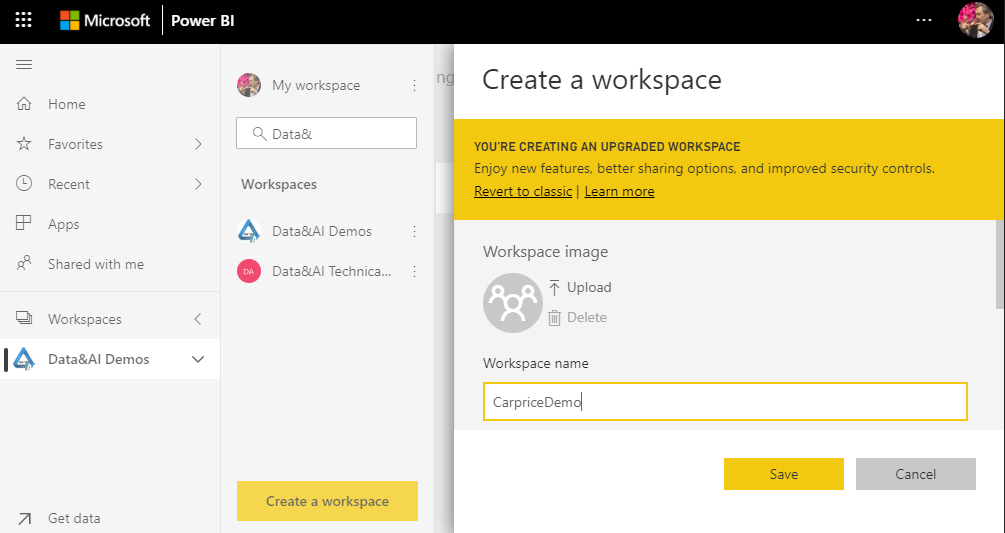 Microsoft Power BI
Home
Favorites
Recent
Apps
Shared with me
Workspaces
Data&AI Demos
Get data
My workspace
Data&
Workspaces
Data&AI Demos
DA Data&AI Technica...
Create a workspace
ng
Create a workspace
YOU'RE CREATING AN UPGRADED WORKSPACE
Enjoy new features, better sharing options, and improved security controls.
Revert to classic | Learn more
Workspace image
Upload
Delete
Workspace name
CarpriceDemo
Save Cancel